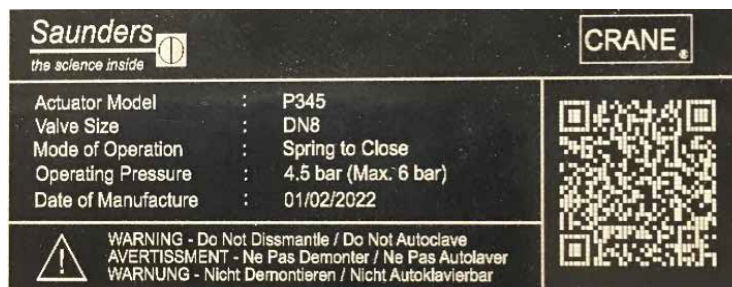 Saunders
the science inside
CRANE®
Actuator Model : P345
Valve Size : DN8
Mode of Operation : Spring to Close
Operating Pressure : 4.5 bar (Max. 6 bar)
Date of Manufacture : 01/02/2022
WARNING - Do Not Dissmantle / Do Not Autoclave
AVERTISSMENT - Ne Pas Demonter / Ne Pas Autolaver
WARNUNG - Nicht Demontieren / Nicht Autoklavierbar